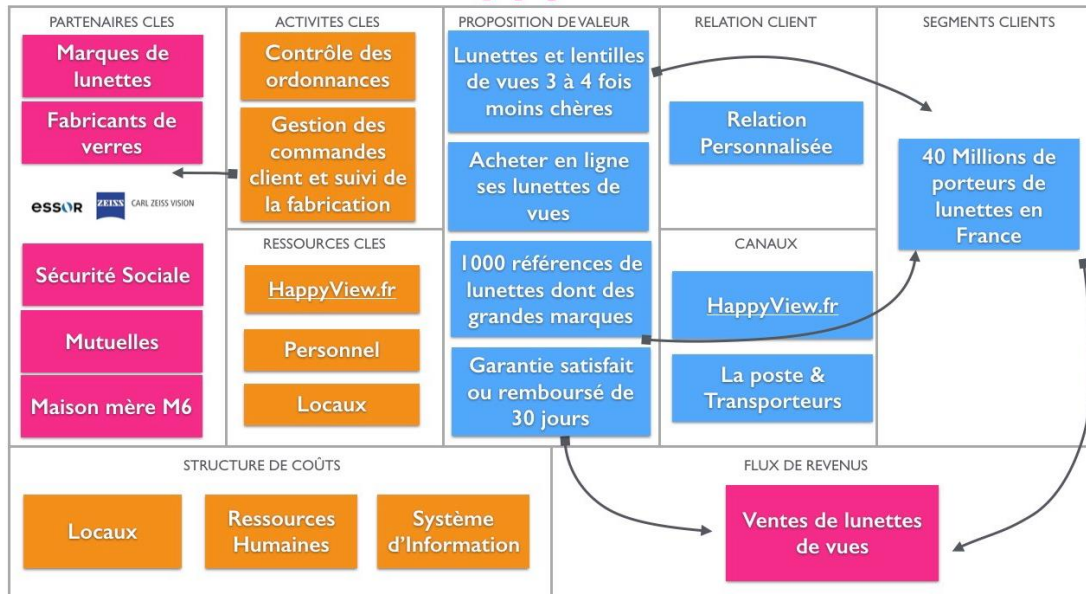 PARTENAIRES CLES
Marques de
lunettes
Fabricants de
verres
essor
ZEISS
CARL ZEISS VISION
Sécurité Sociale
Mutuelles
Maison mère M6
ACTIVITES CLES
Contrôle des
ordonnances
Gestion des
commandes
client et suivi de
la fabrication
RESSOURCES CLES
HappyView.fr
Personnel
Locaux
PROPOSITION DE VALEUR
Lunettes et lentilles
de vues 3 à 4 fois
moins chères
Acheter en ligne
ses lunettes de
vues
1000 références de
lunettes dont des
grandes marques
Garantie satisfait
ou remboursé de
30 jours
RELATION CLIENT
Relation
Personnalisée
CANAUX
HappyView.fr
La poste &
Transporteurs
SEGMENTS CLIENTS
40 Millions de
porteurs de
lunettes en
France
STRUCTURE DE COÛTS
Locaux
Ressources
Humaines
Système
d'Information
FLUX DE REVENUS
Ventes de lunettes
de vues